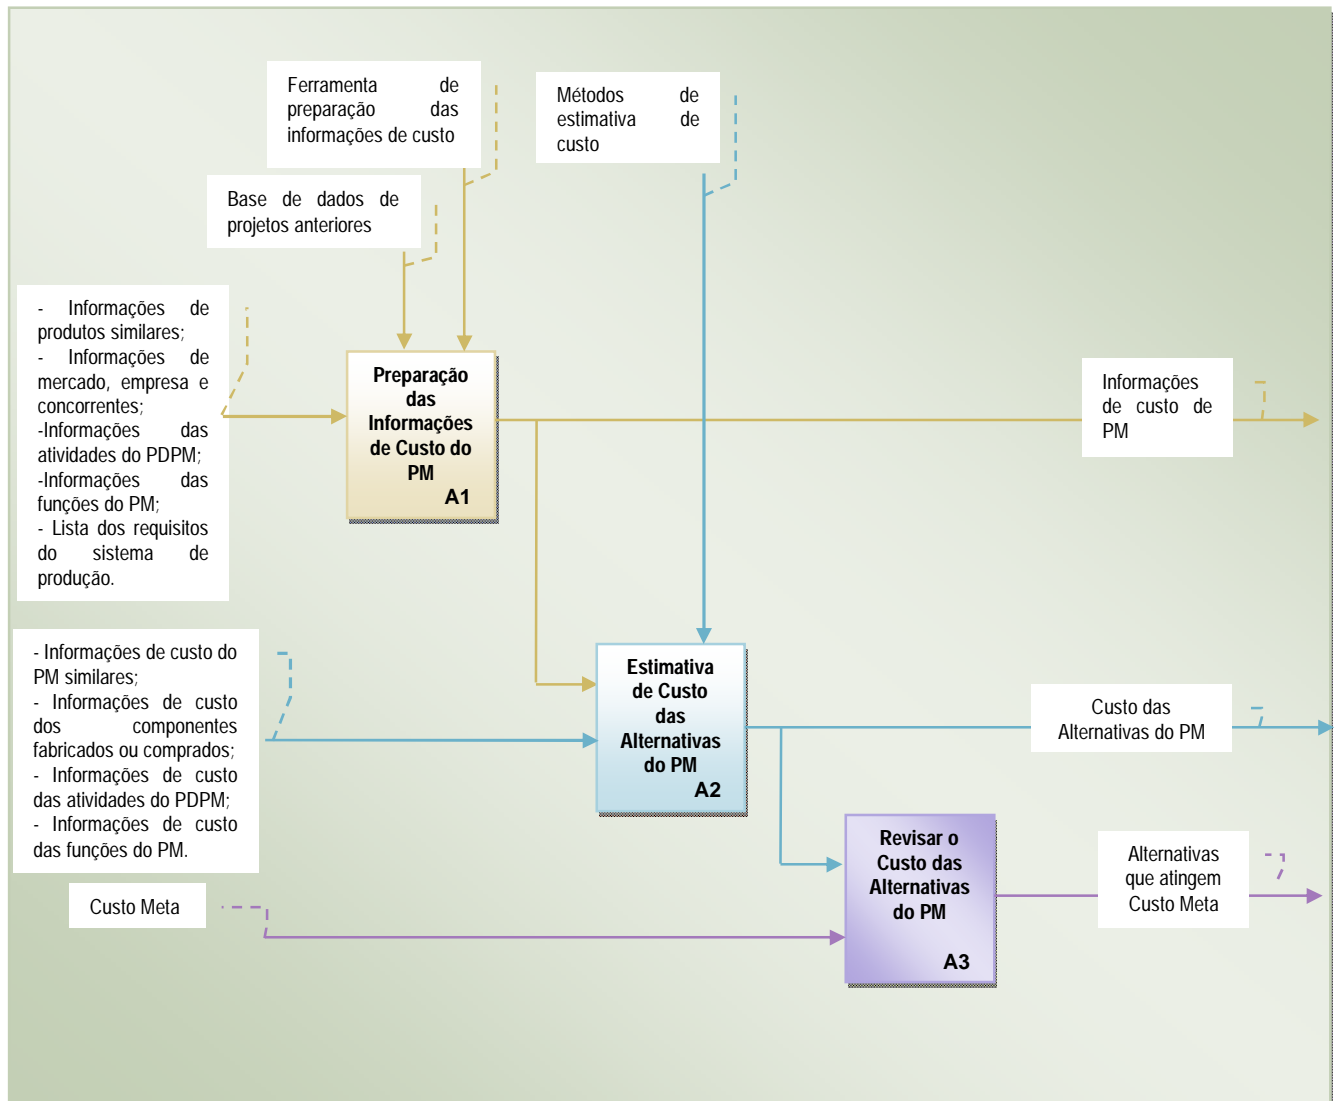 Ferramenta de
preparação das
informações de custo
Métodos de
estimativa de
custo
Base de dados de
projetos anteriores
- Informações de
produtos similares;
- Informações de
mercado, empresa e
concorrentes;
-Informações das
atividades do PDPM;
-Informações das
funções do PM;
- Lista dos requisitos
do sistema de
produção.
Preparação
das
Informações
de Custo do
PM
A1
Informações
de custo de
PM
- Informações de custo do
PM similares;
- Informações de custo
dos componentes
fabricados ou comprados;
- Informações de custo
das atividades do PDPM;
- Informações de custo
das funções do PM.
Estimativa
de Custo
das
Alternativas
do PM
A2
Custo das
Alternativas do PM
Custo Meta
Revisar o
Custo das
Alternativas
do PM
A3
Alternativas
que atingem
Custo Meta